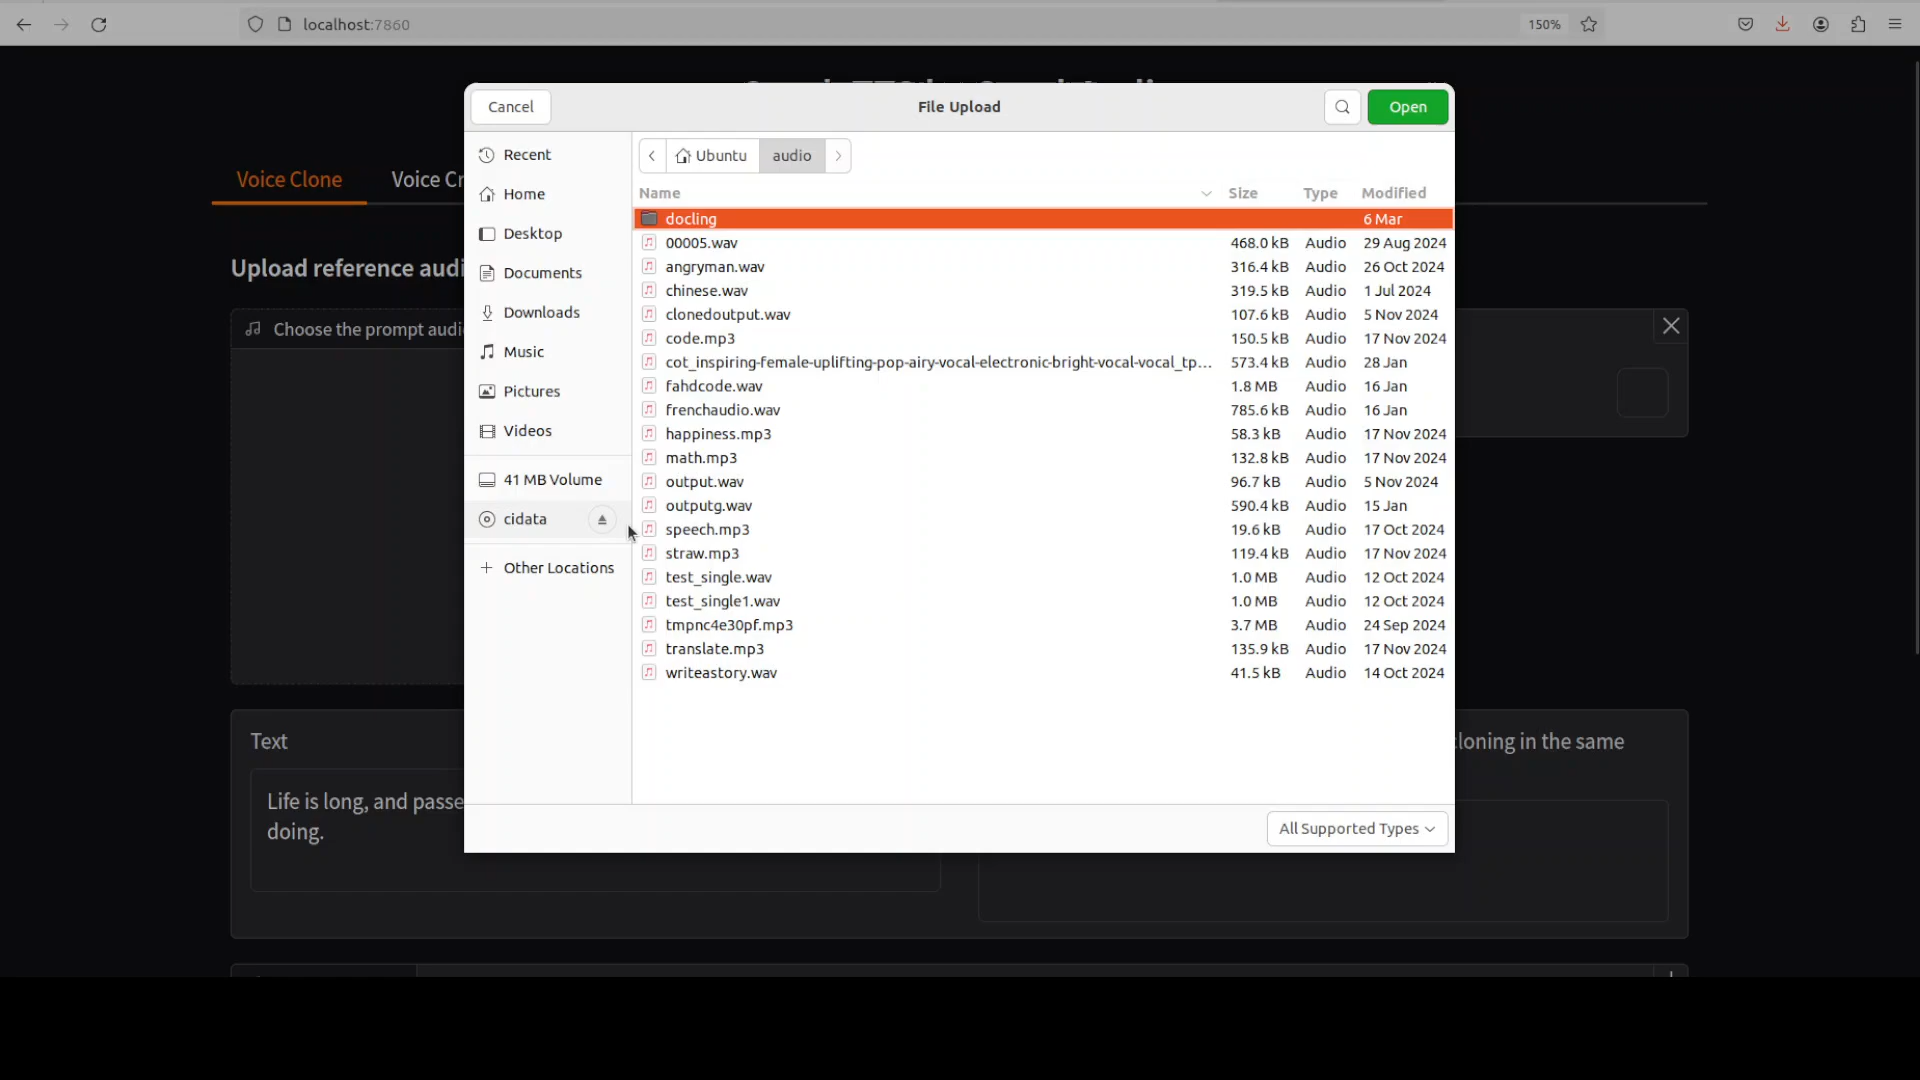 localhost:7860
150%
Cancel
File Upload
Open
Recent
Home
Desktop
Documents
Downloads
Music
Pictures
Videos
41 MB Volume
cidata
Other Locations
Ubuntu audio
Name Size Type Modified
docling 6 Mar
00005.wav 468.0 kB Audio 29 Aug 2024
angryman.wav 316.4 kB Audio 26 Oct 2024
chinese.wav 319.5 kB Audio 1 Jul 2024
clonedoutput.wav 107.6 kB Audio 5 Nov 2024
code.mp3 150.5 kB Audio 17 Nov 2024
cot_inspiring-female-uplifting-pop-airy-vocal-electronic-bright-vocal-vocal_tp... 573.4 kB Audio 28 Jan
fahdcode.wav 1.8 MB Audio 16 Jan
frenchaudio.wav 785.6 kB Audio 16 Jan
happiness.mp3 58.3 kB Audio 17 Nov 2024
math.mp3 132.8 kB Audio 17 Nov 2024
output.wav 96.7 kB Audio 5 Nov 2024
outputg.wav 590.4 kB Audio 15 Jan
speech.mp3 19.6 kB Audio 17 Oct 2024
straw.mp3 119.4 kB Audio 17 Nov 2024
test_single.wav 1.0 MB Audio 12 Oct 2024
test_single1.wav 1.0 MB Audio 12 Oct 2024
tmpnc4e30pf.mp3 3.7 MB Audio 24 Sep 2024
translate.mp3 135.9 kB Audio 17 Nov 2024
writeastory.wav 41.5 kB Audio 14 Oct 2024
All Supported Types
Voice Clone Voice Cr
Upload reference audi
Choose the prompt audi
Text
Life is long, and passe
doing.
cloning in the same